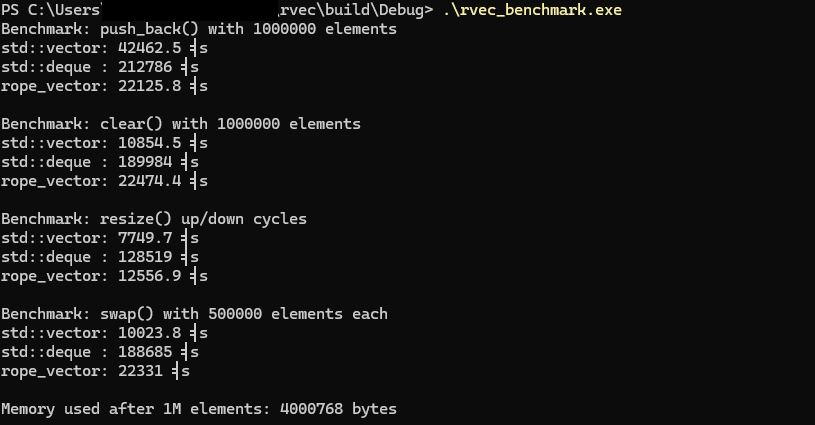 PS C:\Users\ \rvec\build\Debug> .\rvec_benchmark.exe
Benchmark: push_back() with 1000000 elements
std::vector: 42462.5 ╡s
std::deque : 212786 ╡s
rope_vector: 22125.8 ╡s
Benchmark: clear() with 1000000 elements
std::vector: 10854.5 ╡s
std::deque : 189984 ╡s
rope_vector: 22474.4 ╡s
Benchmark: resize() up/down cycles
std::vector: 7749.7 ╡s
std::deque : 128519 ╡s
rope_vector: 12556.9 ╡s
Benchmark: swap() with 500000 elements each
std::vector: 10023.8 ╡s
std::deque : 188685 ╡s
rope_vector: 22331 ╡s
Memory used after 1M elements: 4000768 bytes